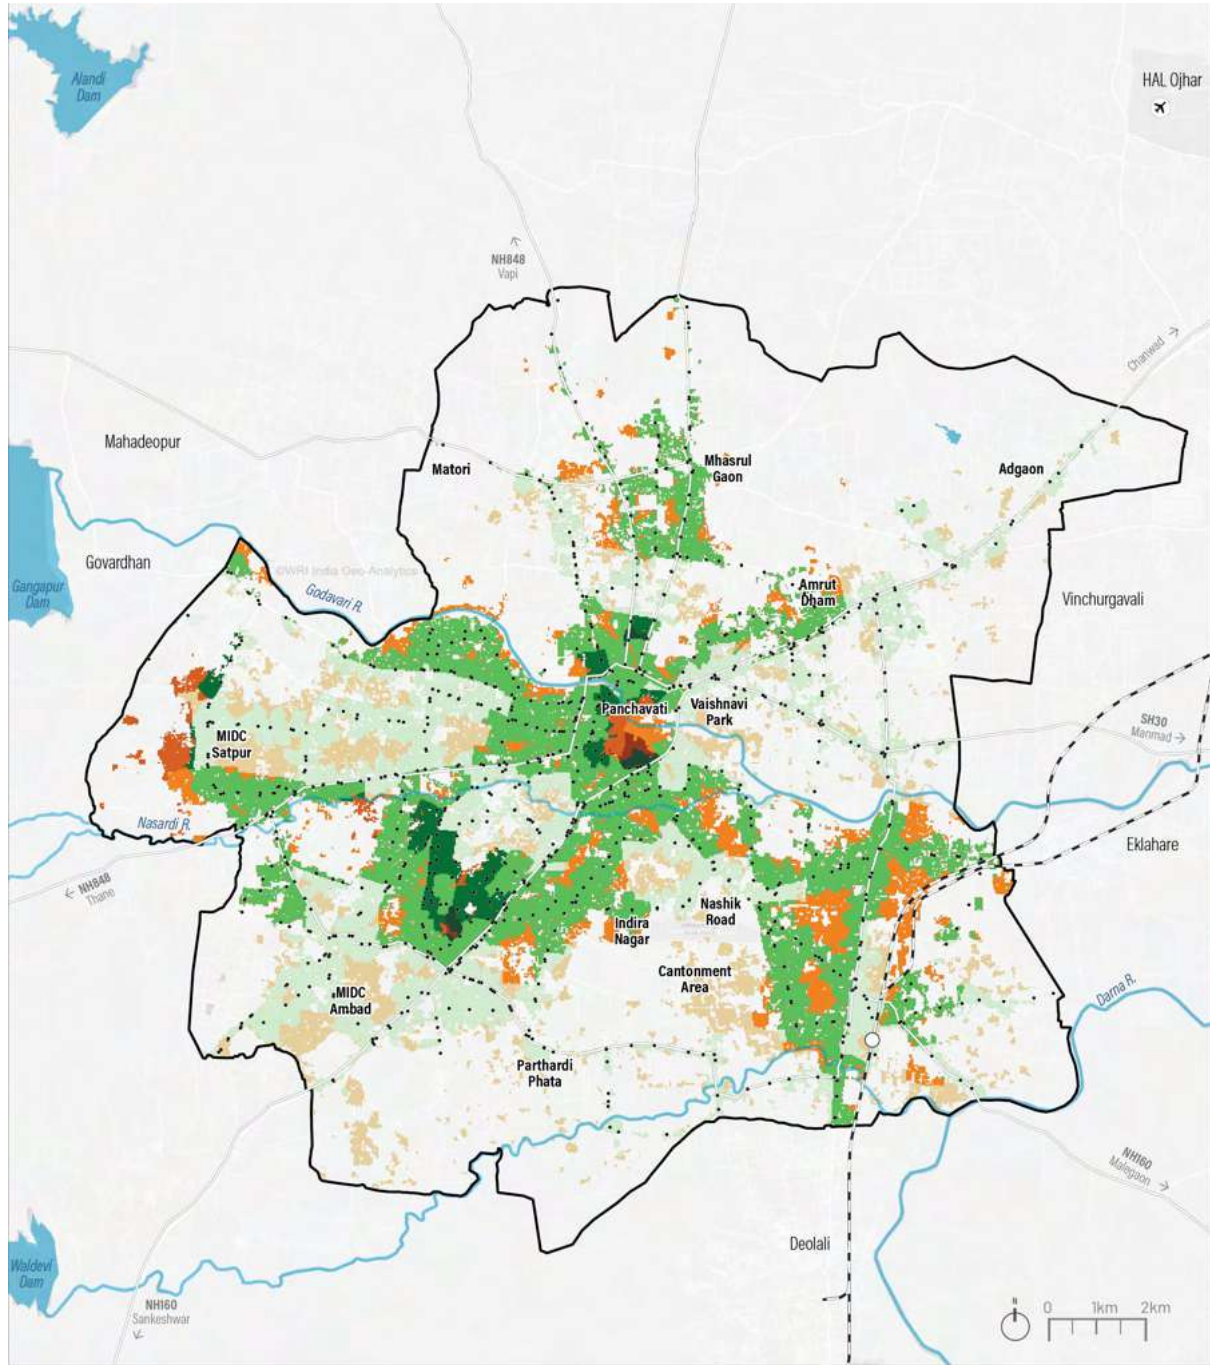 Alandi
Dam
HAL Ojhar
NH848
Vapi
Chanwad
Mahadeopur
Matori
Mhasrul
Gaon
Adgaon
Govardhan
©WRI India Geo-Analytics
Gangapur
Dam
Godavari R.
Amrut
Dham
Vinchurgavali
Panchavati
Vaishnavi
Park
MIDC
Satpur
SH30
Manmad
Nasardi R.
Eklahare
NH848
Thane
Nashik
Road
Indira
Nagar
Cantonment
Area
MIDC
Ambad
Darna R.
Parthardi
Phata
NH160
Malegaon
Deolali
Waldevi
Dam
NH160
Sankeshwar
N
0 1km 2km